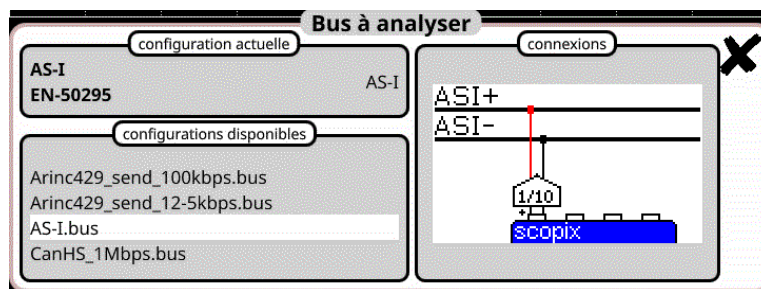 Bus à analyser
configuration actuelle
AS-I
EN-50295
AS-I
configurations disponibles
Arinc429_send_100kbps.bus
Arinc429_send_12-5kbps.bus
AS-I.bus
CanHS_1Mbps.bus
connexions
ASI+
ASI-
1/10
+
scopix